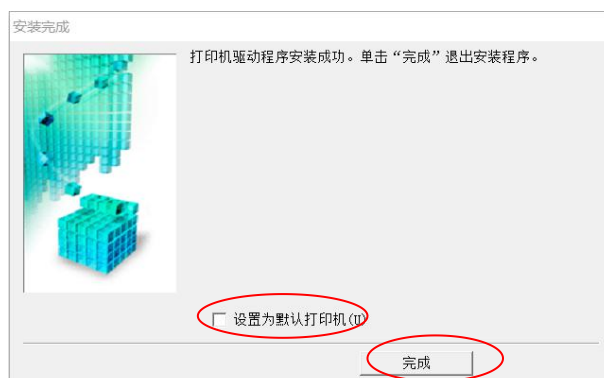 安装完成
打印机驱动程序安装成功。单击“完成”退出安装程序。
设置为默认打印机(U)
完成